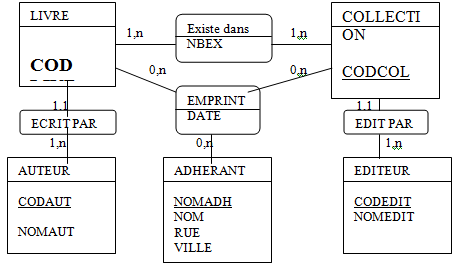 LIVRE
COD
1,n
Existe dans
NBEX
1,n
COLLECTI
ON
CODCOL
0,n
0,n
EMPRINT
DATE
1.1
ECRIT PAR
1,n
0,n
1.1
EDIT PAR
1,n
AUTEUR
CODAUT
NOMAUT
ADHERANT
NOMADH
NOM
RUE
VILLE
EDITEUR
CODEDIT
NOMEDIT